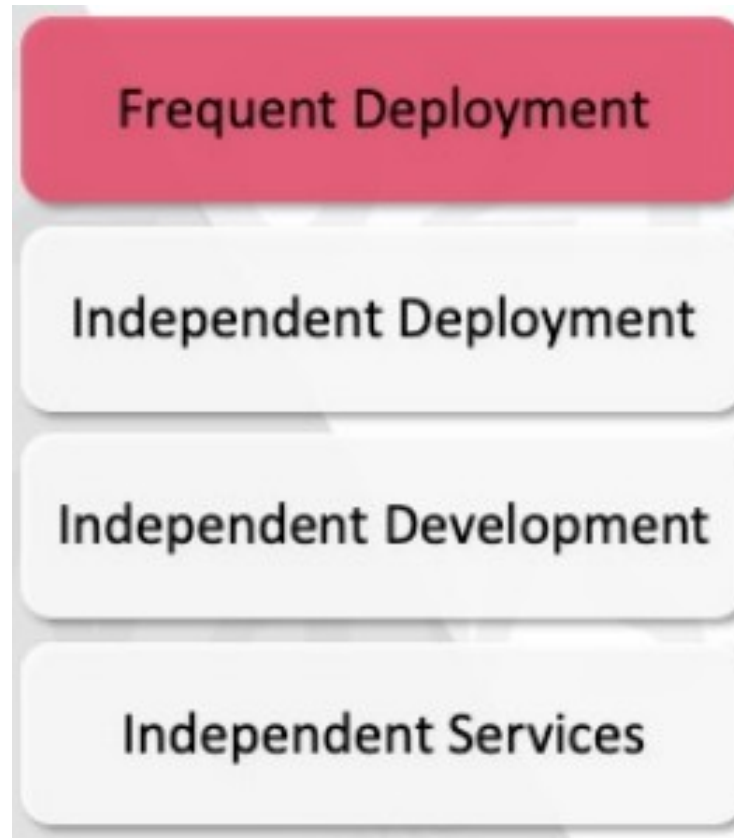 Frequent Deployment
Independent Deployment
Independent Development
Independent Services